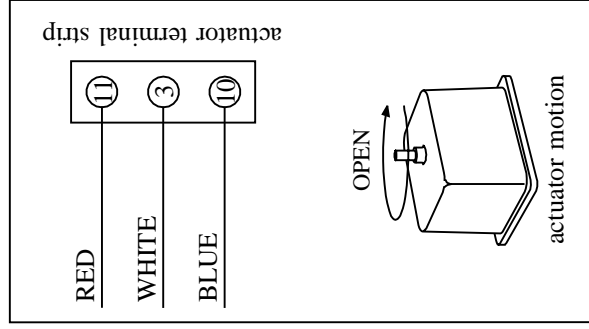 actuator terminal strip
11
3
10
RED
WHITE
BLUE
OPEN
actuator motion